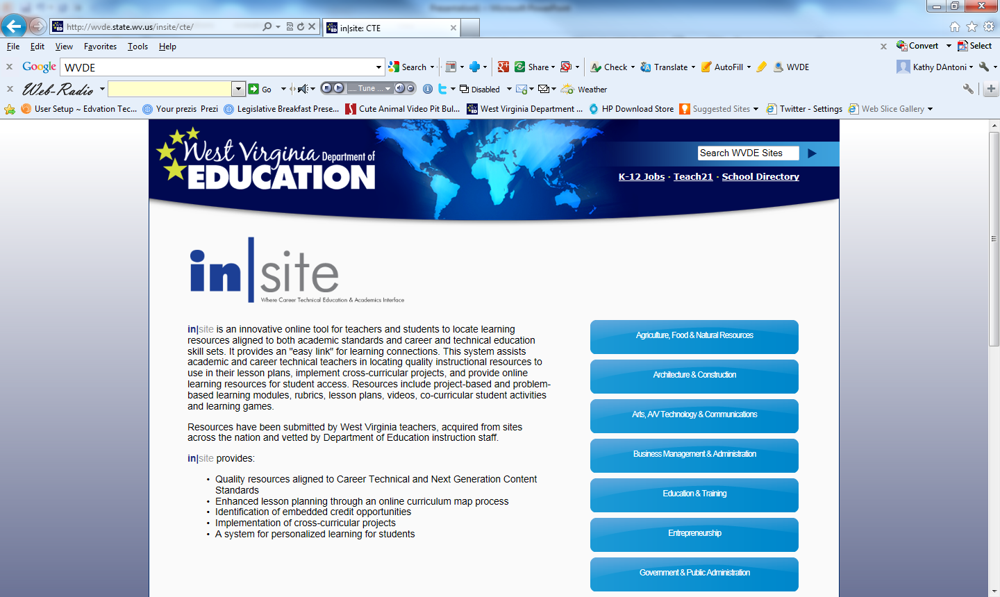 Presentation1 - Microsoft PowerPoint
http://wvde.state.wv.us/insite/cte/
in|site: CTE
File Edit View Favorites Tools Help
Convert Select
Google WVDE Search Share Check Translate AutoFill WVDE Kathy DAntoni
Web-Radio Go ..... Tune ... Disabled Weather
User Setup ~ Edvation Tec... Your prezis Prezi Legislative Breakfast Prese... Cute Animal Video Pit Bul... West Virginia Department ... HP Download Store Suggested Sites Twitter - Settings Web Slice Gallery
West Virginia Department of
EDUCATION
Search WVDE Sites
K-12 Jobs · Teach21 · School Directory
in|site
Where Career Technical Education & Academics Interface
in|site is an innovative online tool for teachers and students to locate learning
resources aligned to both academic standards and career and technical education
skill sets. It provides an "easy link" for learning connections. This system assists
academic and career technical teachers in locating quality instructional resources to
use in their lesson plans, implement cross-curricular projects, and provide online
learning resources for student access. Resources include project-based and problem-
based learning modules, rubrics, lesson plans, videos, co-curricular student activities
and learning games.
Resources have been submitted by West Virginia teachers, acquired from sites
across the nation and vetted by Department of Education instruction staff.
in|site provides:
• Quality resources aligned to Career Technical and Next Generation Content
Standards
• Enhanced lesson planning through an online curriculum map process
• Identification of embedded credit opportunities
• Implementation of cross-curricular projects
• A system for personalized learning for students
Agriculture, Food & Natural Resources
Architecture & Construction
Arts, A/V Technology & Communications
Business Management & Administration
Education & Training
Entrepreneurship
Government & Public Administration